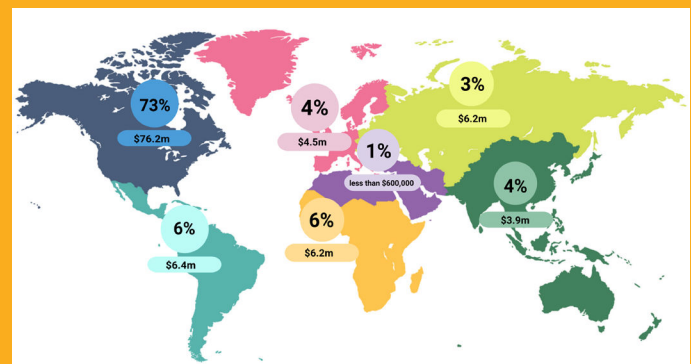 73%
$76.2m
4%
$4.5m
3%
$6.2m
1%
less than $600,000
4%
$3.9m
6%
$6.4m
6%
$6.2m